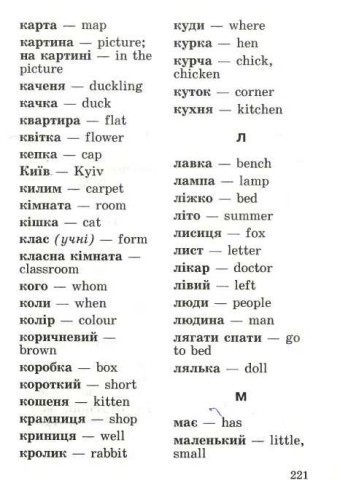 карта — map
картина — picture;
на картині — in the
picture
каченя — duckling
качка — duck
квартира — flat
квітка — flower
кепка — cap
Київ — Kyiv
килим — carpet
кімната — room
кішка — cat
клас (учні) — form
класна кімната —
classroom
кого — whom
коли — when
колір — colour
коричневий —
brown
коробка — box
короткий — short
кошеня — kitten
крамниця — shop
криниця — well
кролик — rabbit
куди — where
курка — hen
курча — chick,
chicken
куток — corner
кухня — kitchen
Л
лавка — bench
лампа — lamp
ліжко — bed
літо — summer
лисиця — fox
лист — letter
лікар — doctor
лівий — left
люди — people
людина — man
лягати спати — go
to bed
лялька — doll
М
має — has
маленький — little,
small
221